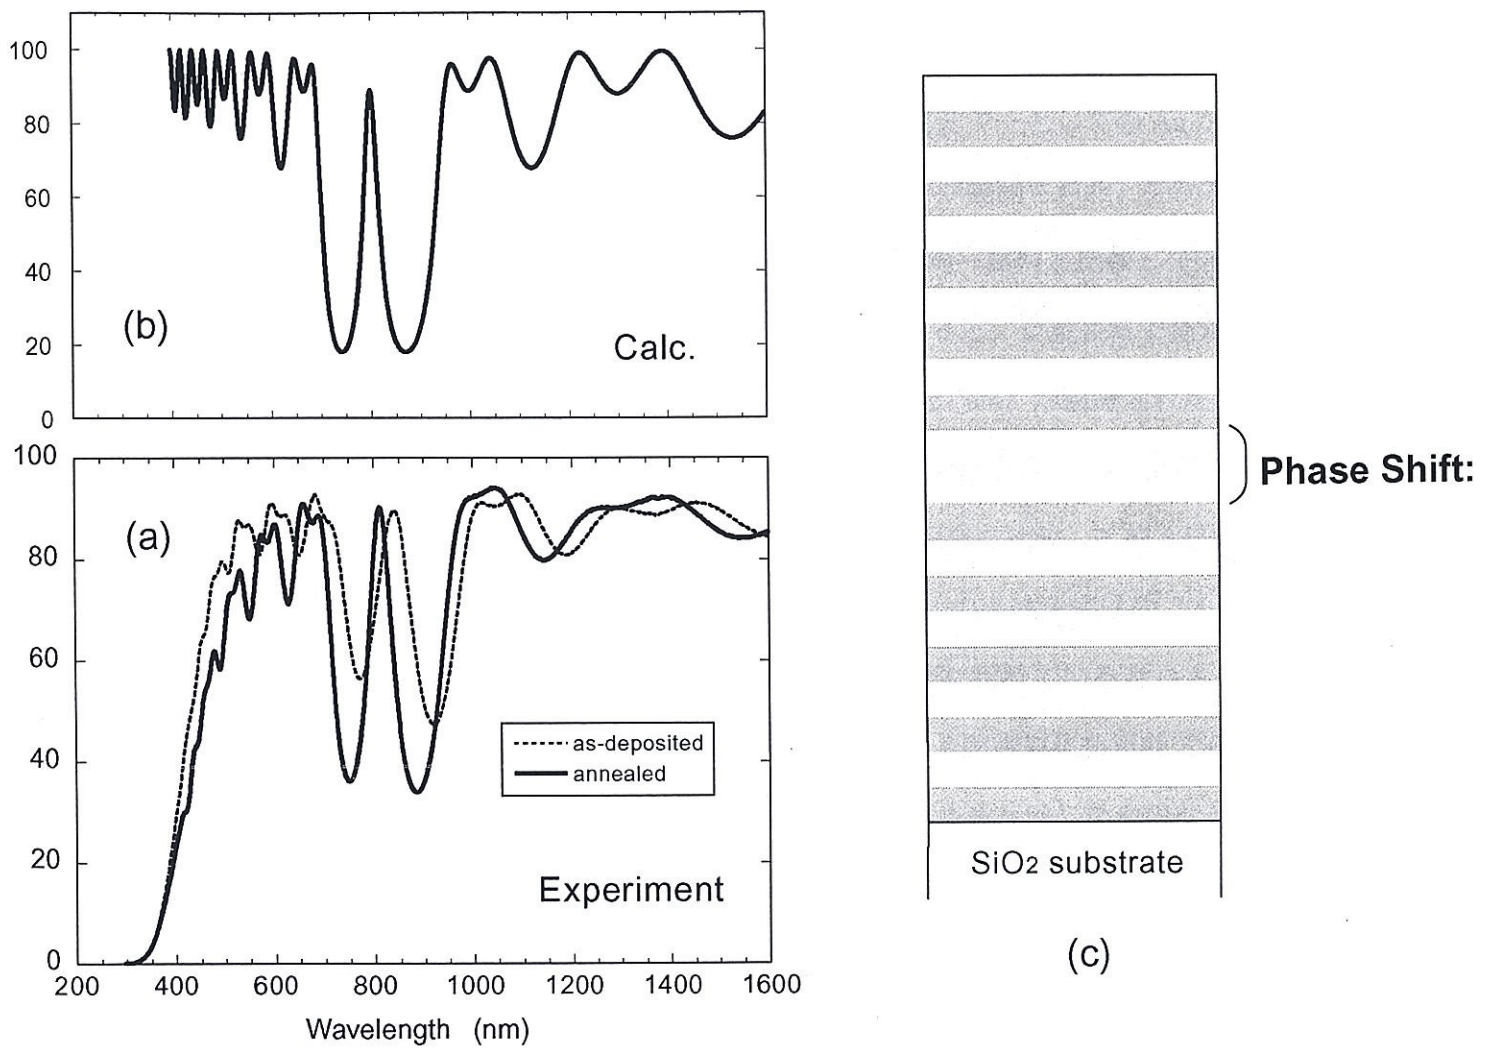 100
80
60
40
20
0
(b)
Calc.
100
80
60
40
20
0
(a)
as-deposited
annealed
Experiment
200 400 600 800 1000 1200 1400 1600
Wavelength (nm)
Phase Shift:
SiO2 substrate
(c)